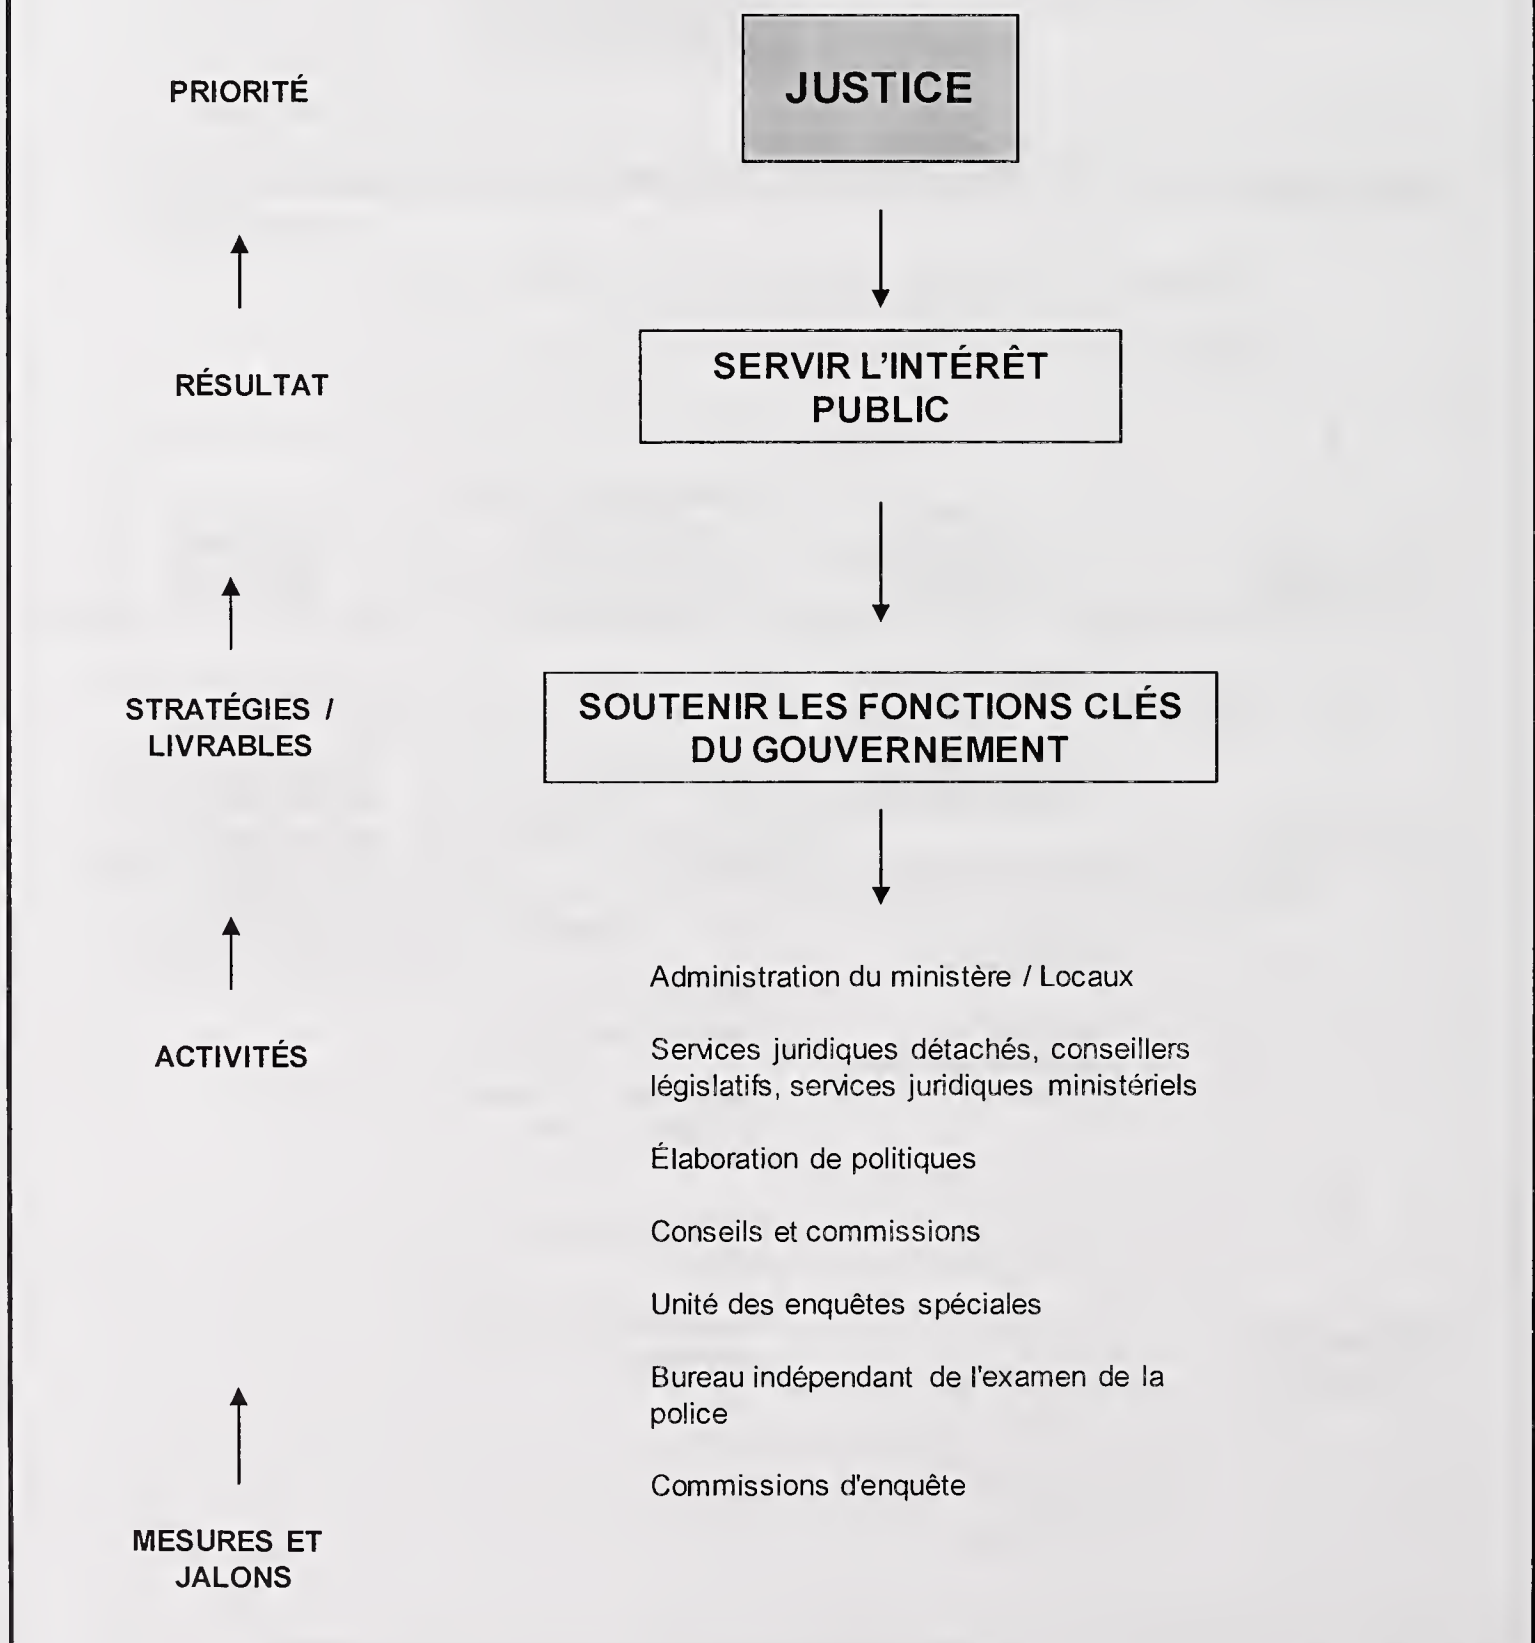 PRIORITÉ
JUSTICE
RÉSULTAT
SERVIR L'INTÉRÊT
PUBLIC
STRATÉGIES /
LIVRABLES
SOUTENIR LES FONCTIONS CLÉS
DU GOUVERNEMENT
ACTIVITÉS
Administration du ministère / Locaux
Services juridiques détachés, conseillers
législatifs, services juridiques ministériels
Élaboration de politiques
Conseils et commissions
Unité des enquêtes spéciales
Bureau indépendant de l'examen de la
police
Commissions d'enquête
MESURES ET
JALONS